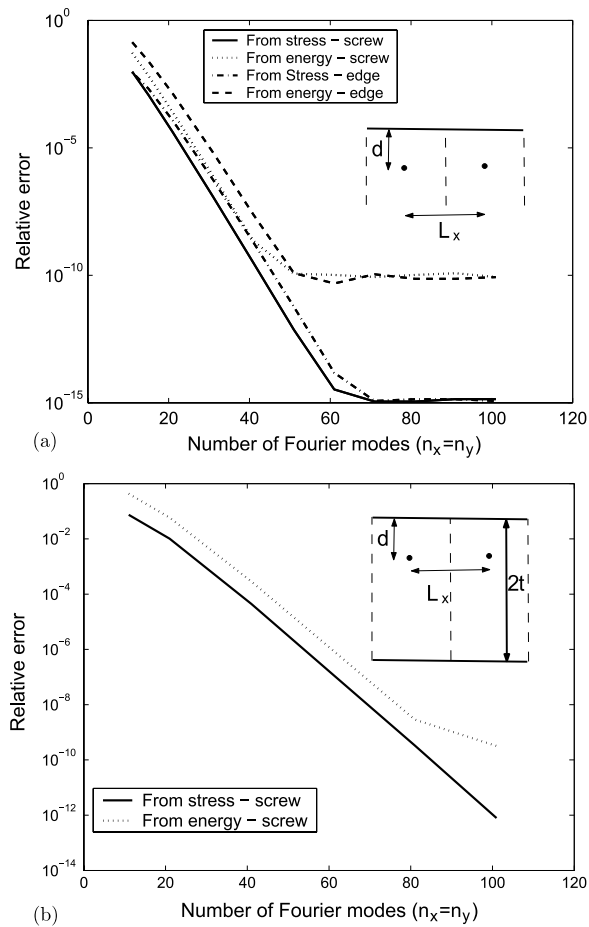 10^0
10^-5
10^-10
10^-15
Relative error
From stress – screw
From energy – screw
From Stress – edge
From energy – edge
d
L_x
0 20 40 60 80 100 120
Number of Fourier modes (n_x=n_y)
(a)
10^0
10^-2
10^-4
10^-6
10^-8
10^-10
10^-12
10^-14
Relative error
d
L_x
2t
From stress – screw
From energy – screw
0 20 40 60 80 100 120
Number of Fourier modes (n_x=n_y)
(b)